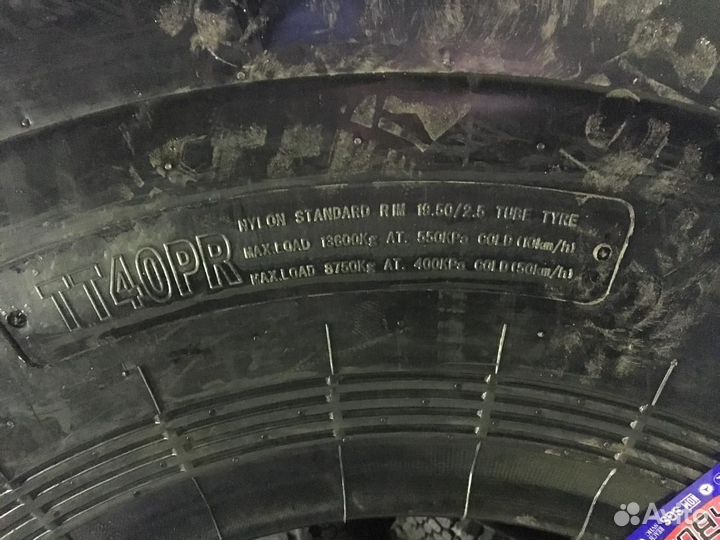 TT40PR
NYLON STANDARD RIM 19.50/2.5 TUBE TYRE
MAX.LOAD 13600Kg AT. 550KPa COLD(10km/h)
MAX.LOAD 8750Kg AT. 400KPa COLD(50km/h)
Avito